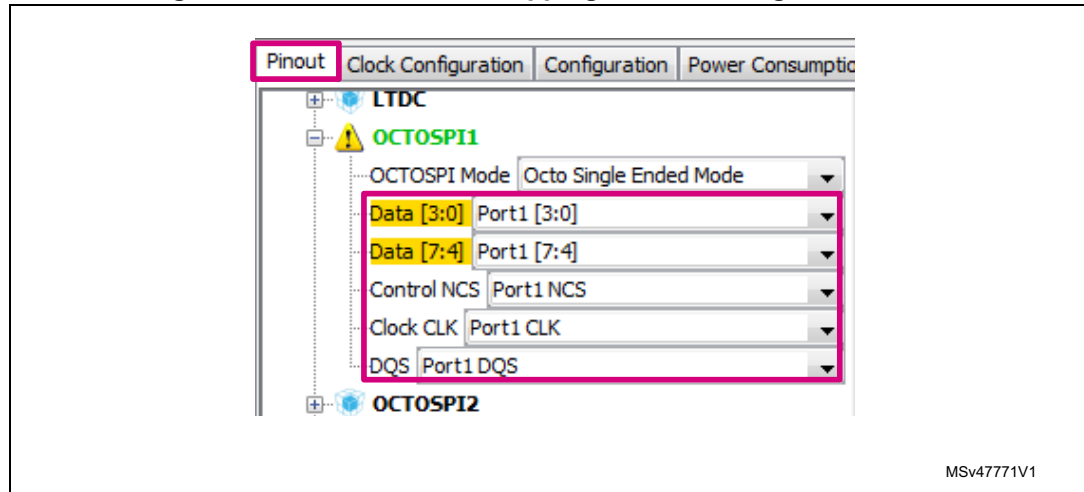 Pinout Clock Configuration Configuration Power Consumptio
LTDC
OCTOSPI1
OCTOSPI Mode Octo Single Ended Mode
Data [3:0] Port1 [3:0]
Data [7:4] Port1 [7:4]
Control NCS Port1 NCS
Clock CLK Port1 CLK
DQS Port1 DQS
OCTOSPI2
MSv47771V1